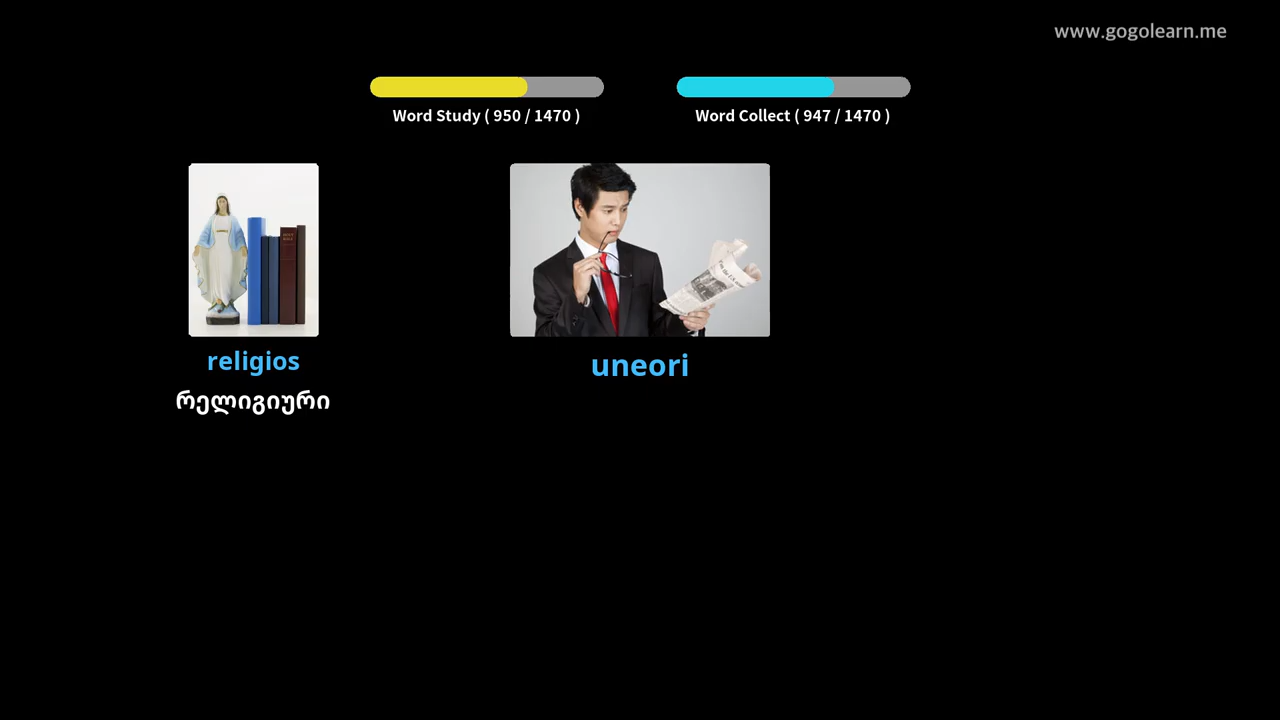 www.gogolearn.me
Word Study ( 950 / 1470 )
Word Collect ( 947 / 1470 )
religios
რელიგიური
uneori